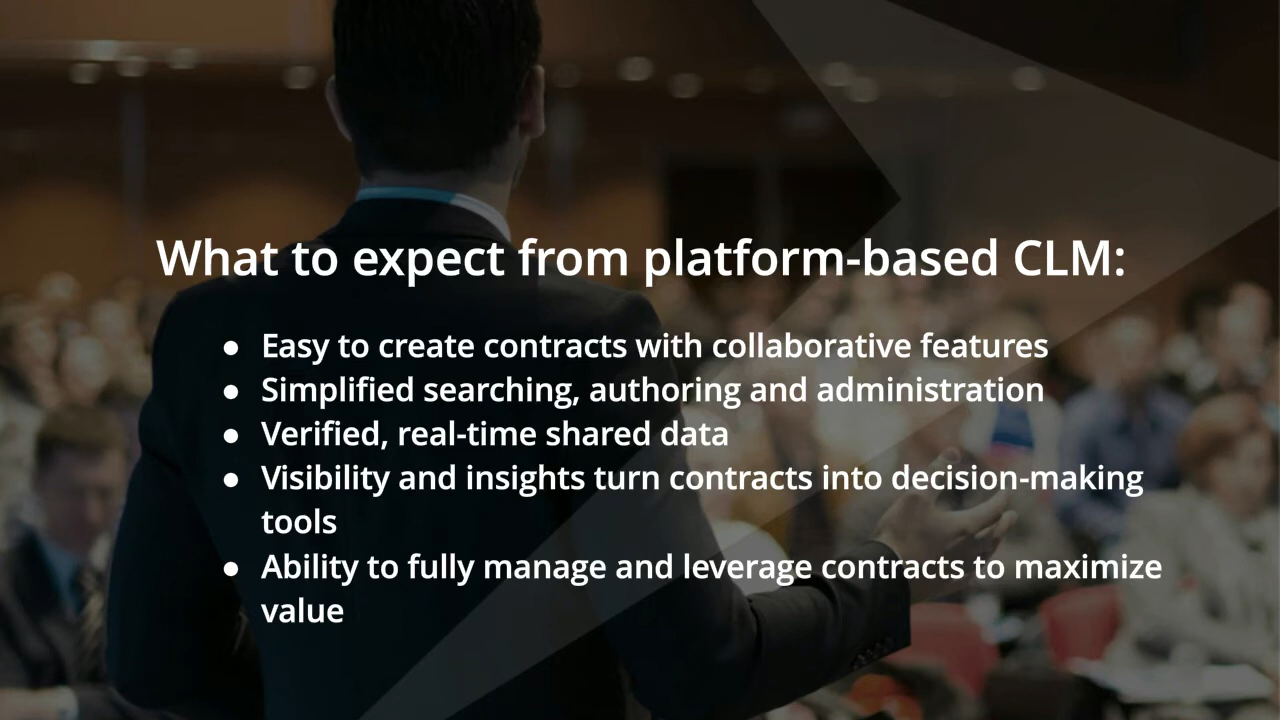 What to expect from platform-based CLM:
● Easy to create contracts with collaborative features
● Simplified searching, authoring and administration
● Verified, real-time shared data
● Visibility and insights turn contracts into decision-making
tools
● Ability to fully manage and leverage contracts to maximize
value